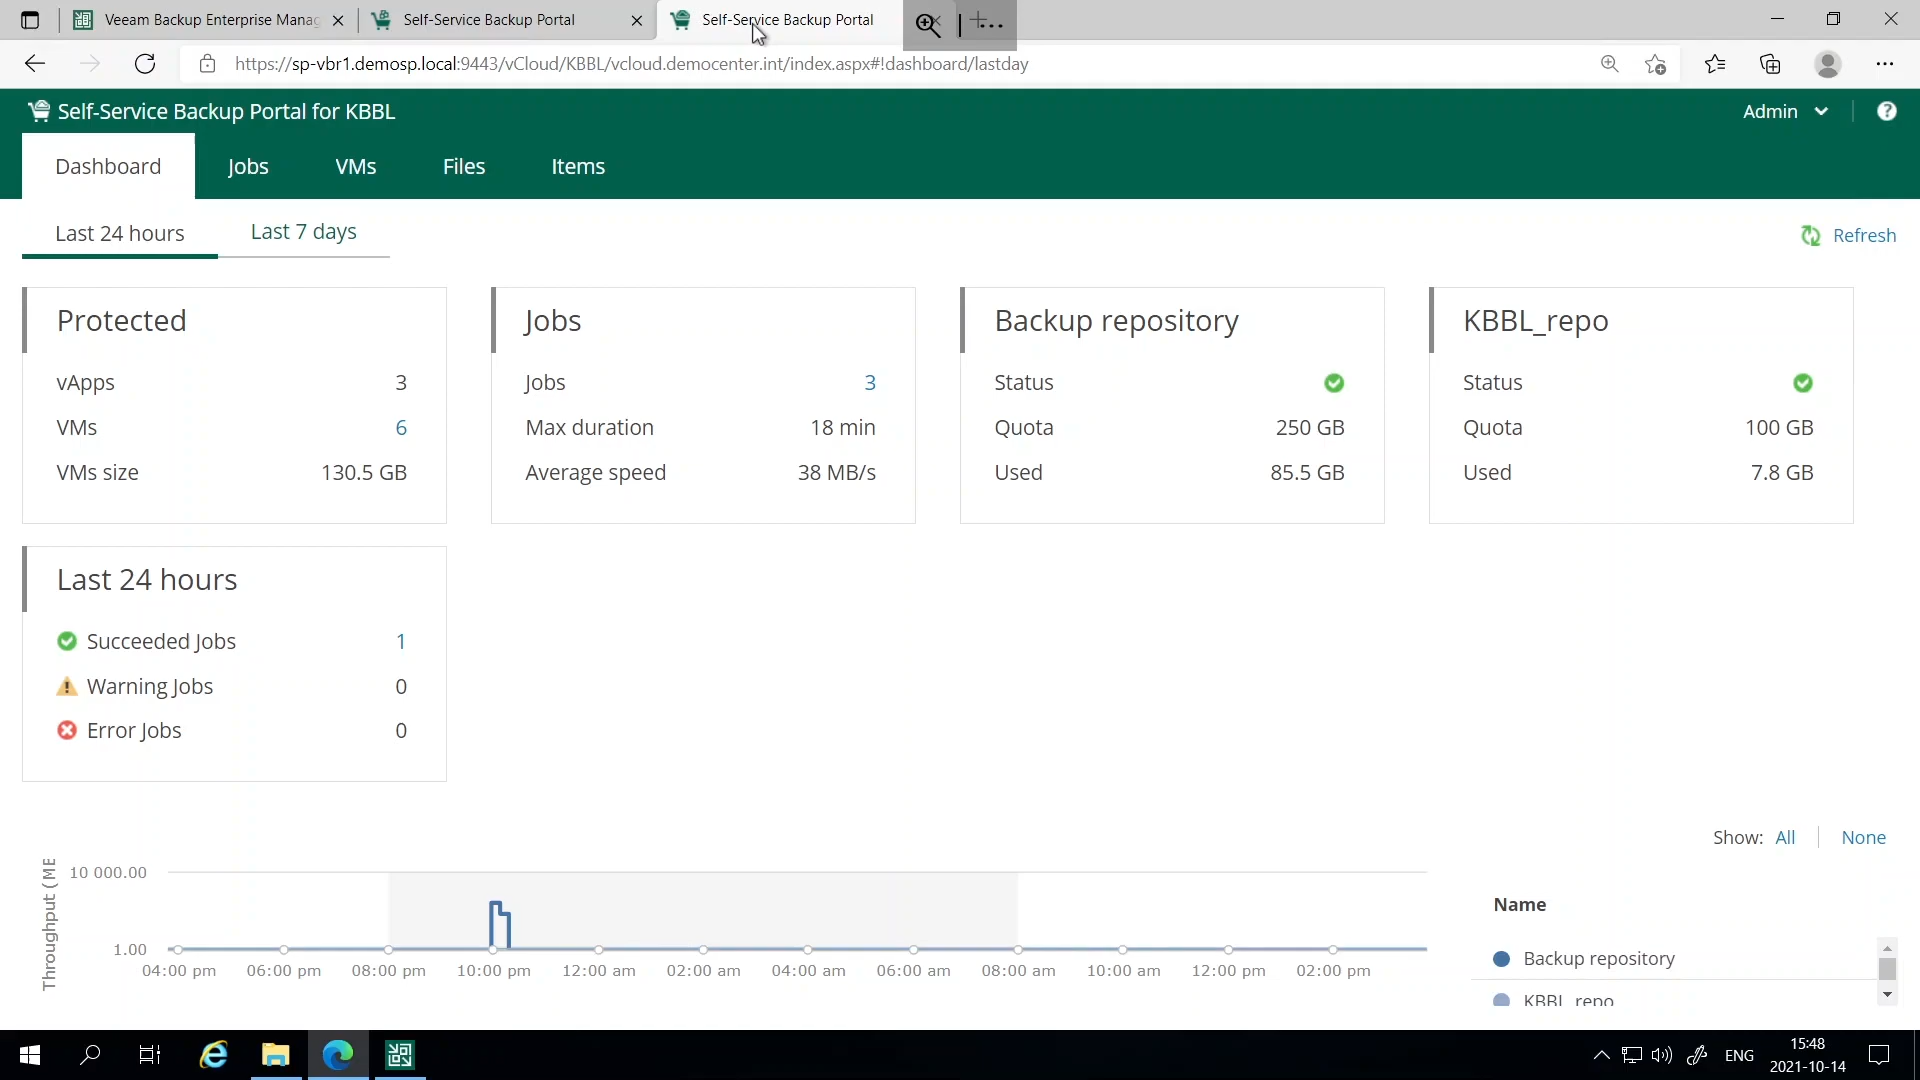 Veeam Backup Enterprise Manag
Self-Service Backup Portal
Self-Service Backup Portal
https://sp-vbr1.demosp.local:9443/vCloud/KBBL/vcloud.democenter.int/index.aspx#!dashboard/lastday
Self-Service Backup Portal for KBBL
Admin
Dashboard
Jobs
VMs
Files
Items
Last 24 hours
Last 7 days
Refresh
Protected
vApps 3
VMs 6
VMs size 130.5 GB
Jobs
Jobs 3
Max duration 18 min
Average speed 38 MB/s
Backup repository
Status
Quota 250 GB
Used 85.5 GB
KBBL_repo
Status
Quota 100 GB
Used 7.8 GB
Last 24 hours
Succeeded Jobs 1
Warning Jobs 0
Error Jobs 0
Show: All None
Throughput (ME
10 000.00
1.00
04:00 pm 06:00 pm 08:00 pm 10:00 pm 12:00 am 02:00 am 04:00 am 06:00 am 08:00 am 10:00 am 12:00 pm 02:00 pm
Name
Backup repository
KBBL_repo
ENG
15:48
2021-10-14